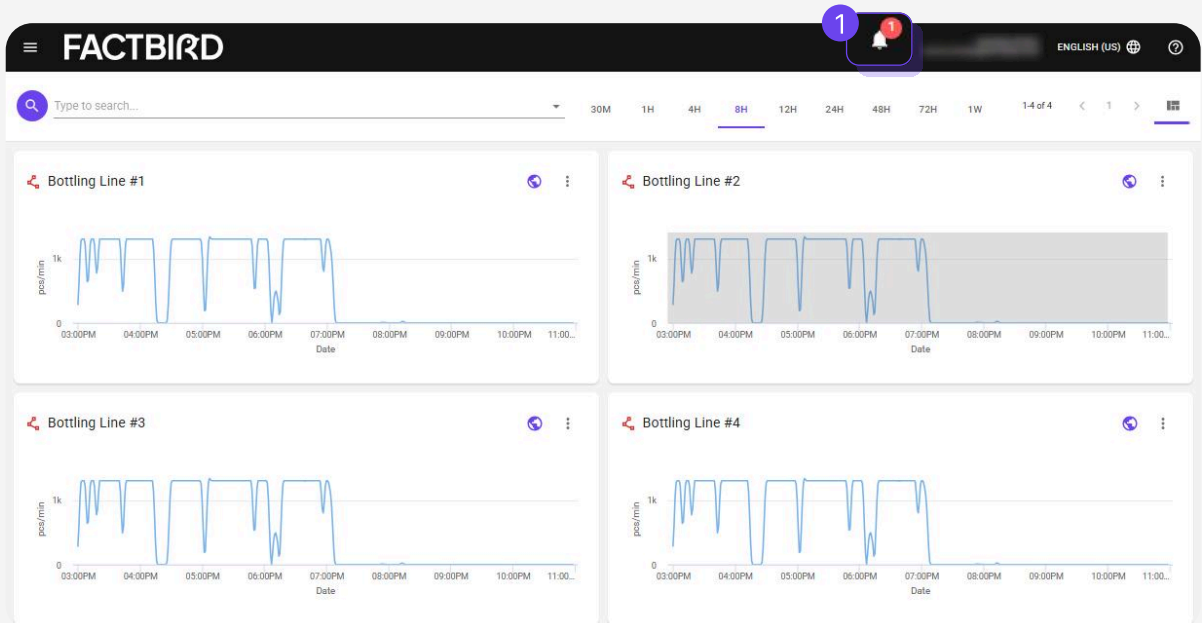 1
1
FACTBIRD
ENGLISH (US)
Type to search...
30M 1H 4H 8H 12H 24H 48H 72H 1W
1-4 of 4
1
Bottling Line #1
1k
pcs/min
0
03:00PM 04:00PM 05:00PM 06:00PM 07:00PM 08:00PM 09:00PM 10:00PM 11:00...
Date
Bottling Line #2
1k
pcs/min
0
03:00PM 04:00PM 05:00PM 06:00PM 07:00PM 08:00PM 09:00PM 10:00PM 11:00...
Date
Bottling Line #3
1k
pcs/min
0
03:00PM 04:00PM 05:00PM 06:00PM 07:00PM 08:00PM 09:00PM 10:00PM 11:00...
Date
Bottling Line #4
1k
pcs/min
0
03:00PM 04:00PM 05:00PM 06:00PM 07:00PM 08:00PM 09:00PM 10:00PM 11:00...
Date